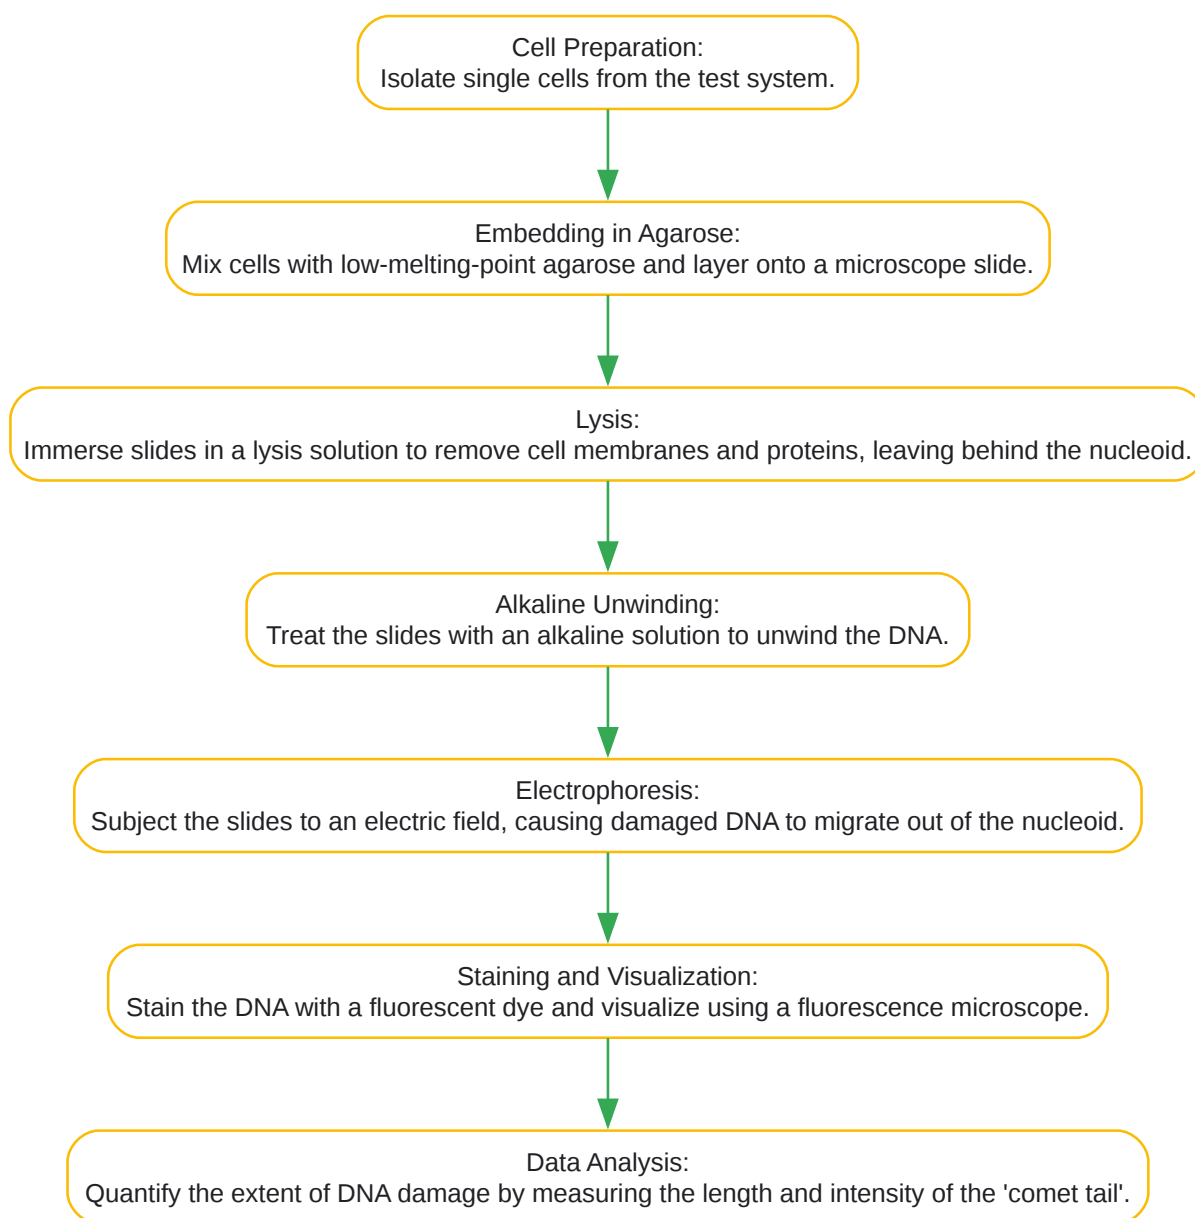 Cell Preparation:
Isolate single cells from the test system.
Embedding in Agarose:
Mix cells with low-melting-point agarose and layer onto a microscope slide.
Lysis:
Immerse slides in a lysis solution to remove cell membranes and proteins, leaving behind the nucleoid.
Alkaline Unwinding:
Treat the slides with an alkaline solution to unwind the DNA.
Electrophoresis:
Subject the slides to an electric field, causing damaged DNA to migrate out of the nucleoid.
Staining and Visualization:
Stain the DNA with a fluorescent dye and visualize using a fluorescence microscope.
Data Analysis:
Quantify the extent of DNA damage by measuring the length and intensity of the 'comet tail'.